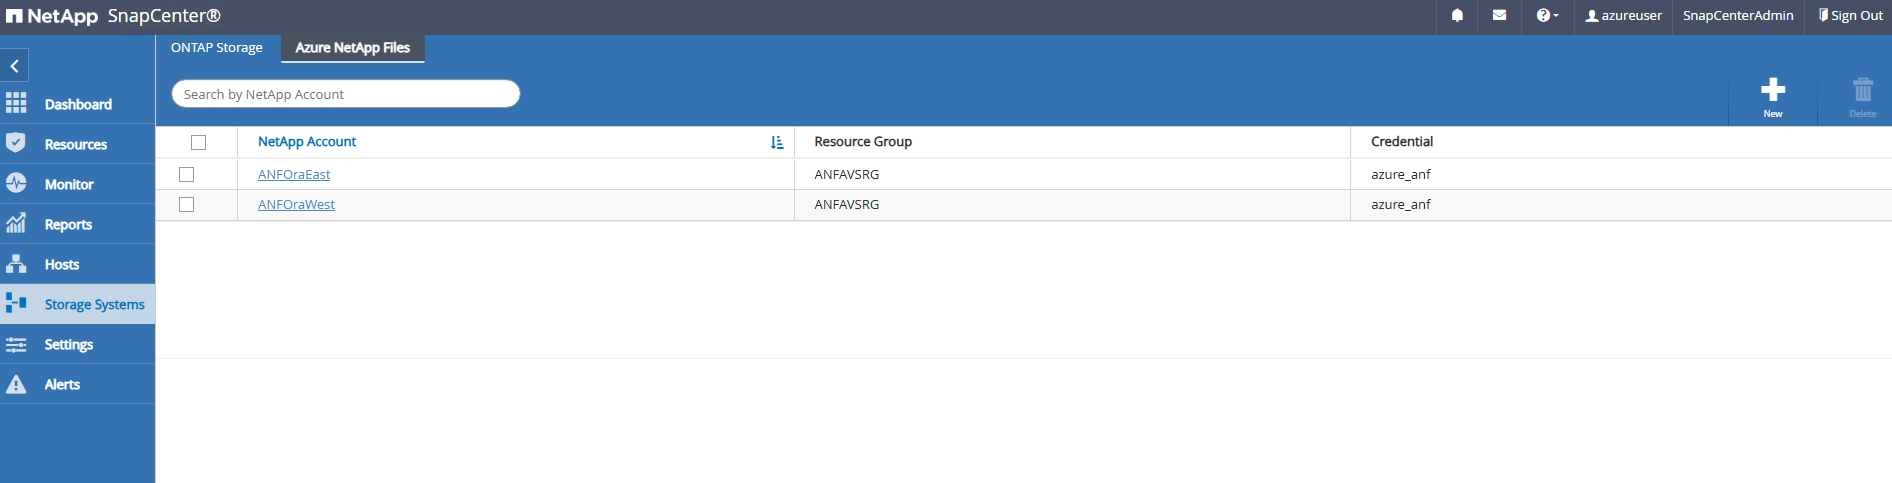 NetApp SnapCenter® azureuser SnapCenterAdmin Sign Out
ONTAP Storage Azure NetApp Files
Search by NetApp Account
New Delete
Dashboard
Resources
Monitor
Reports
Hosts
Storage Systems
Settings
Alerts
NetApp Account Resource Group Credential
ANFOraEast ANFAVSRG azure_anf
ANFOraWest ANFAVSRG azure_anf